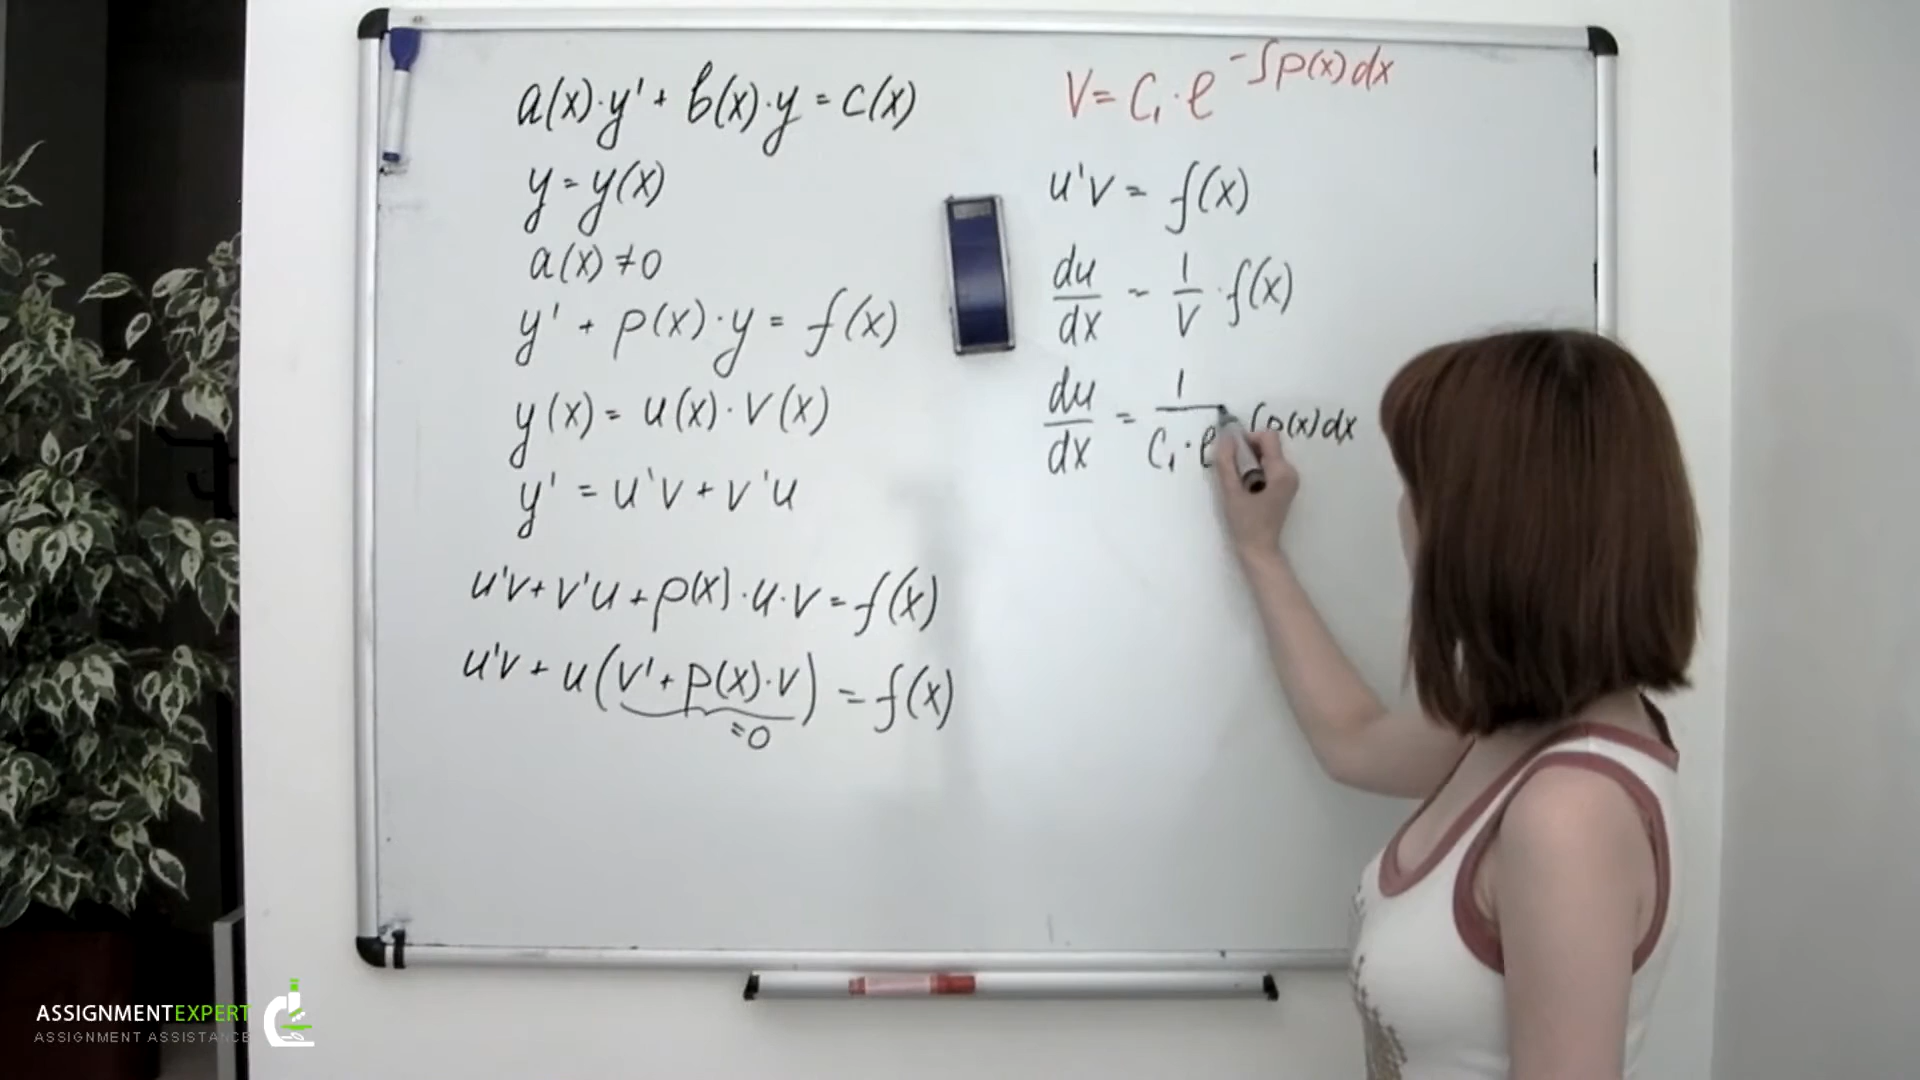 a(x)·y' + b(x)·y = c(x)
y = y(x)
a(x) ≠ 0
y' + p(x)·y = f(x)
y(x) = u(x)·v(x)
y' = u'v + v'u
u'v + v'u + p(x)·u·v = f(x)
u'v + u(v' + p(x)·v) = f(x)
=0
V = C₁·e^-∫p(x)dx
u'v = f(x)
du/dx = 1/v · f(x)
du/dx = 1/C₁·e ∫p(x)dx
ASSIGNMENTEXPERT
ASSIGNMENT ASSISTANCE